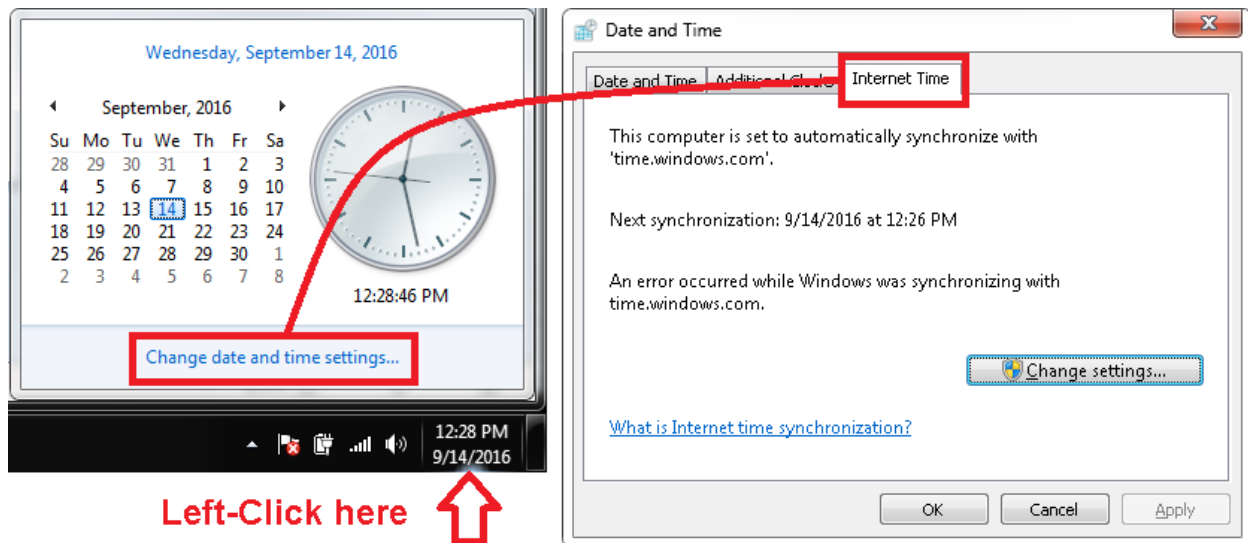 Wednesday, September 14, 2016
September, 2016
Su Mo Tu We Th Fr Sa
28 29 30 31 1 2 3
4 5 6 7 8 9 10
11 12 13 14 15 16 17
18 19 20 21 22 23 24
25 26 27 28 29 30 1
2 3 4 5 6 7 8
12:28:46 PM
Change date and time settings...
12:28 PM
9/14/2016
Left-Click here
Date and Time
Date and Time Additional Clocks Internet Time
This computer is set to automatically synchronize with
'time.windows.com'.
Next synchronization: 9/14/2016 at 12:26 PM
An error occurred while Windows was synchronizing with
time.windows.com.
Change settings...
What is Internet time synchronization?
OK Cancel Apply